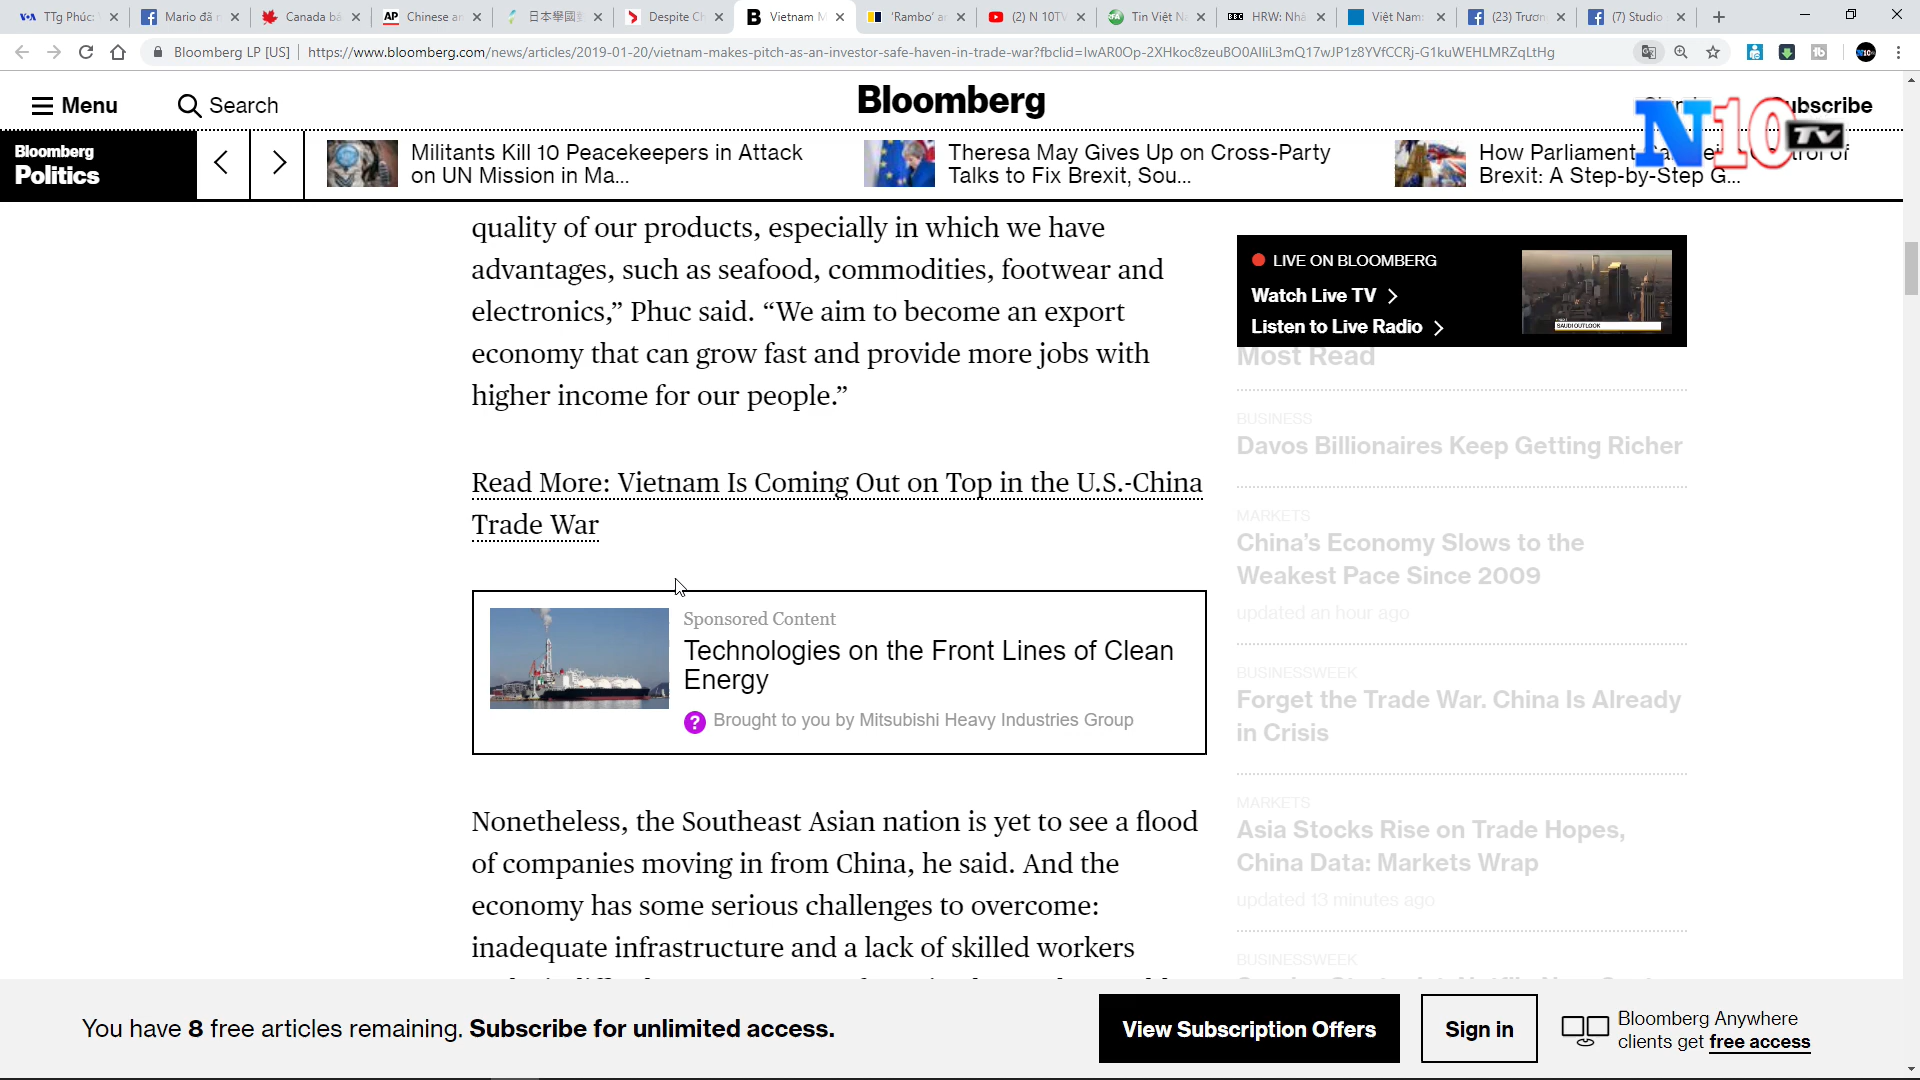 TTg Phúc:
Mario đã n
Canada bá
Chinese an
日本學國
Despite Ch
Vietnam M
'Rambo' ar
(2) N 10TV
Tin Việt N
HRW: Nhà
Việt Nam:
(23) Trươn
(7) Studio
Bloomberg LP [US]
https://www.bloomberg.com/news/articles/2019-01-20/vietnam-makes-pitch-as-an-investor-safe-haven-in-trade-war?fbclid=IwAR0Op-2XHkoc8zeuBO0AlliL3mQ17wJP1z8YVfCCRj-G1kuWEHLMRZqLtHg
Menu
Search
Bloomberg
ubscribe
N10 TV
Bloomberg
Politics
Militants Kill 10 Peacekeepers in Attack
on UN Mission in Ma...
Theresa May Gives Up on Cross-Party
Talks to Fix Brexit, Sou...
How Parliament
Brexit: A Step-by-Step G...
quality of our products, especially in which we have
advantages, such as seafood, commodities, footwear and
electronics,” Phuc said. “We aim to become an export
economy that can grow fast and provide more jobs with
higher income for our people.”
Read More: Vietnam Is Coming Out on Top in the U.S.-China
Trade War
Sponsored Content
Technologies on the Front Lines of Clean
Energy
Brought to you by Mitsubishi Heavy Industries Group
Nonetheless, the Southeast Asian nation is yet to see a flood
of companies moving in from China, he said. And the
economy has some serious challenges to overcome:
inadequate infrastructure and a lack of skilled workers
LIVE ON BLOOMBERG
Watch Live TV
Listen to Live Radio
SAUDI OUTLOOK
Most Read
BUSINESS
Davos Billionaires Keep Getting Richer
MARKETS
China’s Economy Slows to the
Weakest Pace Since 2009
updated an hour ago
BUSINESSWEEK
Forget the Trade War. China Is Already
in Crisis
MARKETS
Asia Stocks Rise on Trade Hopes,
China Data: Markets Wrap
updated 13 minutes ago
BUSINESSWEEK
You have 8 free articles remaining. Subscribe for unlimited access.
View Subscription Offers
Sign in
Bloomberg Anywhere
clients get free access